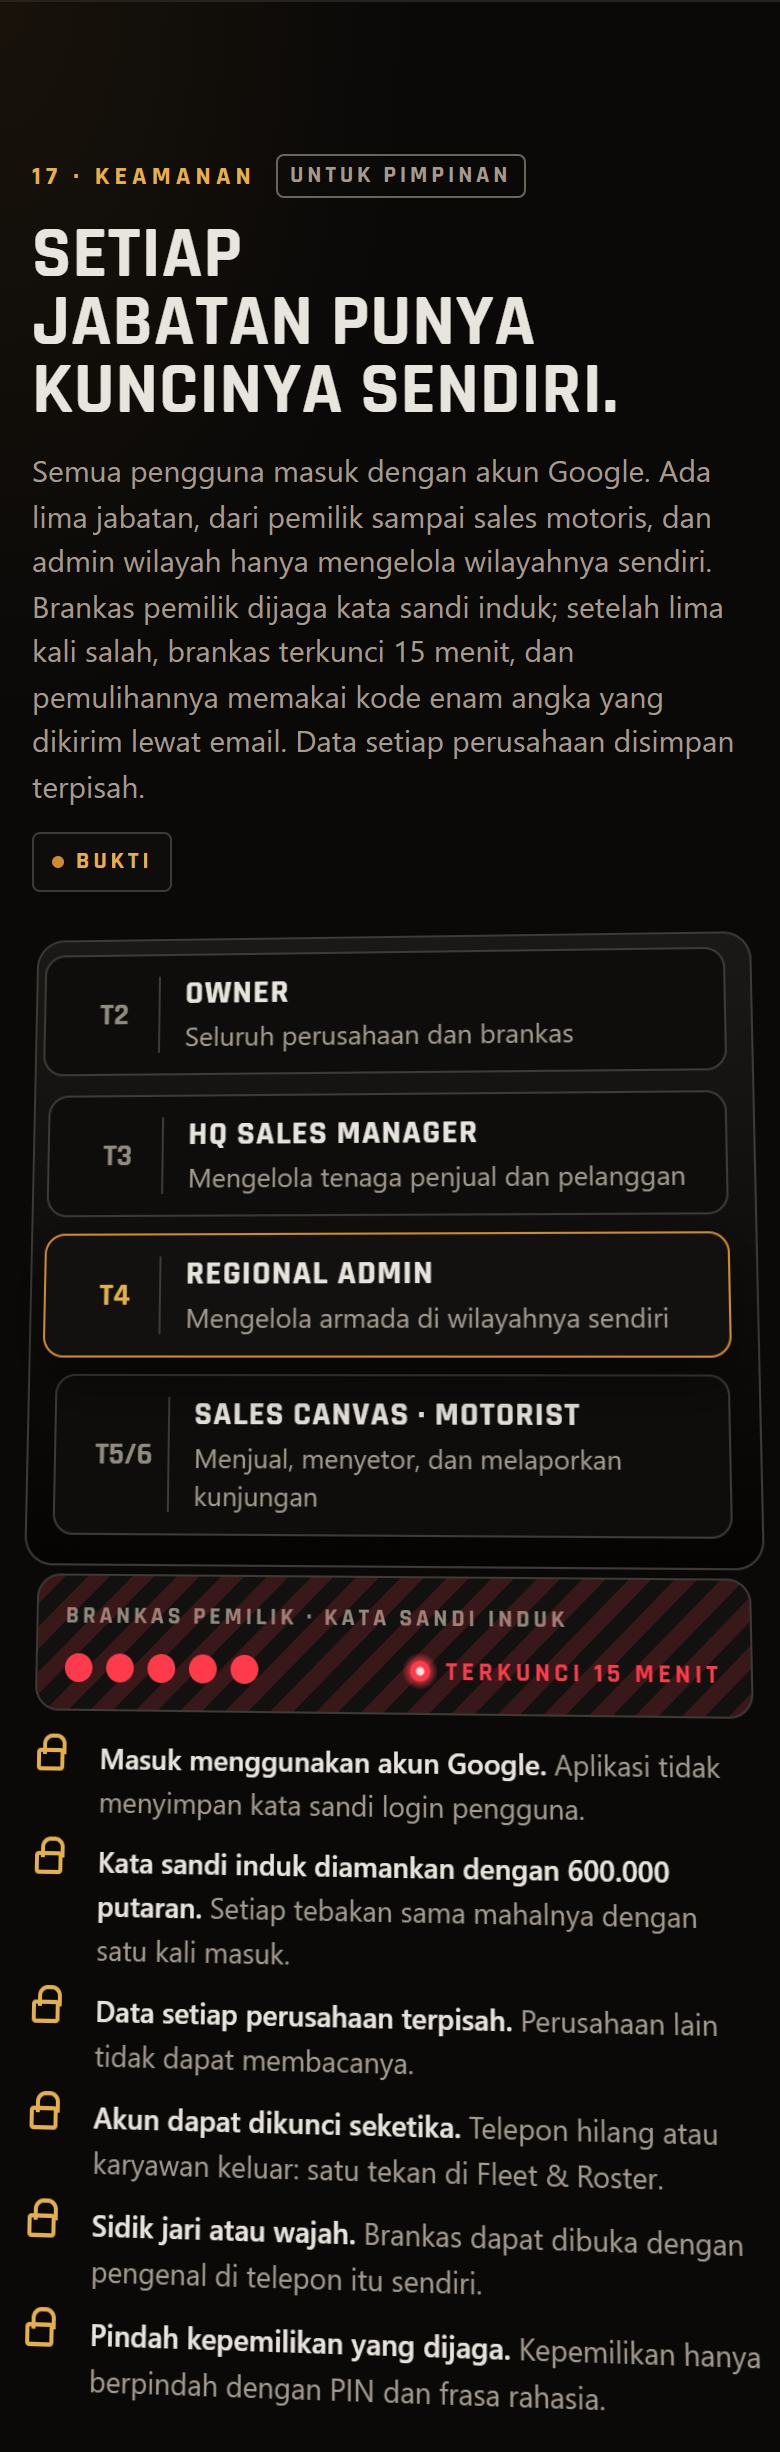 17 · KEAMANAN
UNTUK PIMPINAN
SETIAP
JABATAN PUNYA
KUNCINYA SENDIRI.
Semua pengguna masuk dengan akun Google. Ada
lima jabatan, dari pemilik sampai sales motoris, dan
admin wilayah hanya mengelola wilayahnya sendiri.
Brankas pemilik dijaga kata sandi induk; setelah lima
kali salah, brankas terkunci 15 menit, dan
pemulihannya memakai kode enam angka yang
dikirim lewat email. Data setiap perusahaan disimpan
terpisah.
BUKTI
T2
OWNER
Seluruh perusahaan dan brankas
T3
HQ SALES MANAGER
Mengelola tenaga penjual dan pelanggan
T4
REGIONAL ADMIN
Mengelola armada di wilayahnya sendiri
T5/6
SALES CANVAS · MOTORIST
Menjual, menyetor, dan melaporkan
kunjungan
BRANKAS PEMILIK · KATA SANDI INDUK
TERKUNCI 15 MENIT
Masuk menggunakan akun Google. Aplikasi tidak
menyimpan kata sandi login pengguna.
Kata sandi induk diamankan dengan 600.000
putaran. Setiap tebakan sama mahalnya dengan
satu kali masuk.
Data setiap perusahaan terpisah. Perusahaan lain
tidak dapat membacanya.
Akun dapat dikunci seketika. Telepon hilang atau
karyawan keluar: satu tekan di Fleet & Roster.
Sidik jari atau wajah. Brankas dapat dibuka dengan
pengenal di telepon itu sendiri.
Pindah kepemilikan yang dijaga. Kepemilikan hanya
berpindah dengan PIN dan frasa rahasia.